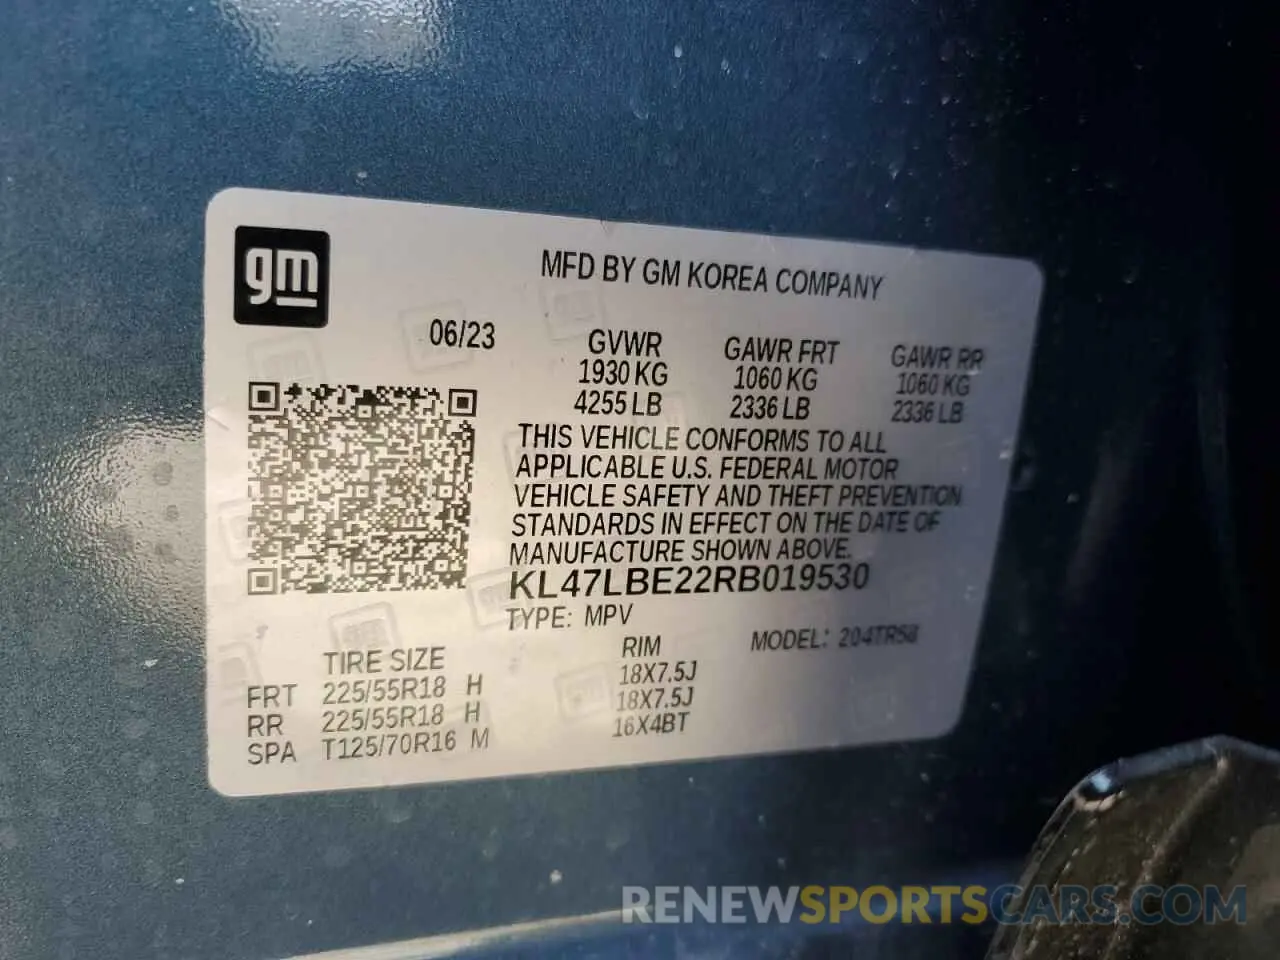 gm
MFD BY GM KOREA COMPANY
06/23
GVWR GAWR FRT GAWR RR
1930 KG 1060 KG 1060 KG
4255 LB 2336 LB 2336 LB
THIS VEHICLE CONFORMS TO ALL
APPLICABLE U.S. FEDERAL MOTOR
VEHICLE SAFETY AND THEFT PREVENTION
STANDARDS IN EFFECT ON THE DATE OF
MANUFACTURE SHOWN ABOVE.
KL47LBE22RB019530
TYPE: MPV
MODEL:
TIRE SIZE RIM
FRT 225/55R18 H 18X7.5J
RR 225/55R18 H 18X7.5J
SPA T125/70R16 M 16X4BT
RENEWSPORTSCARS.COM